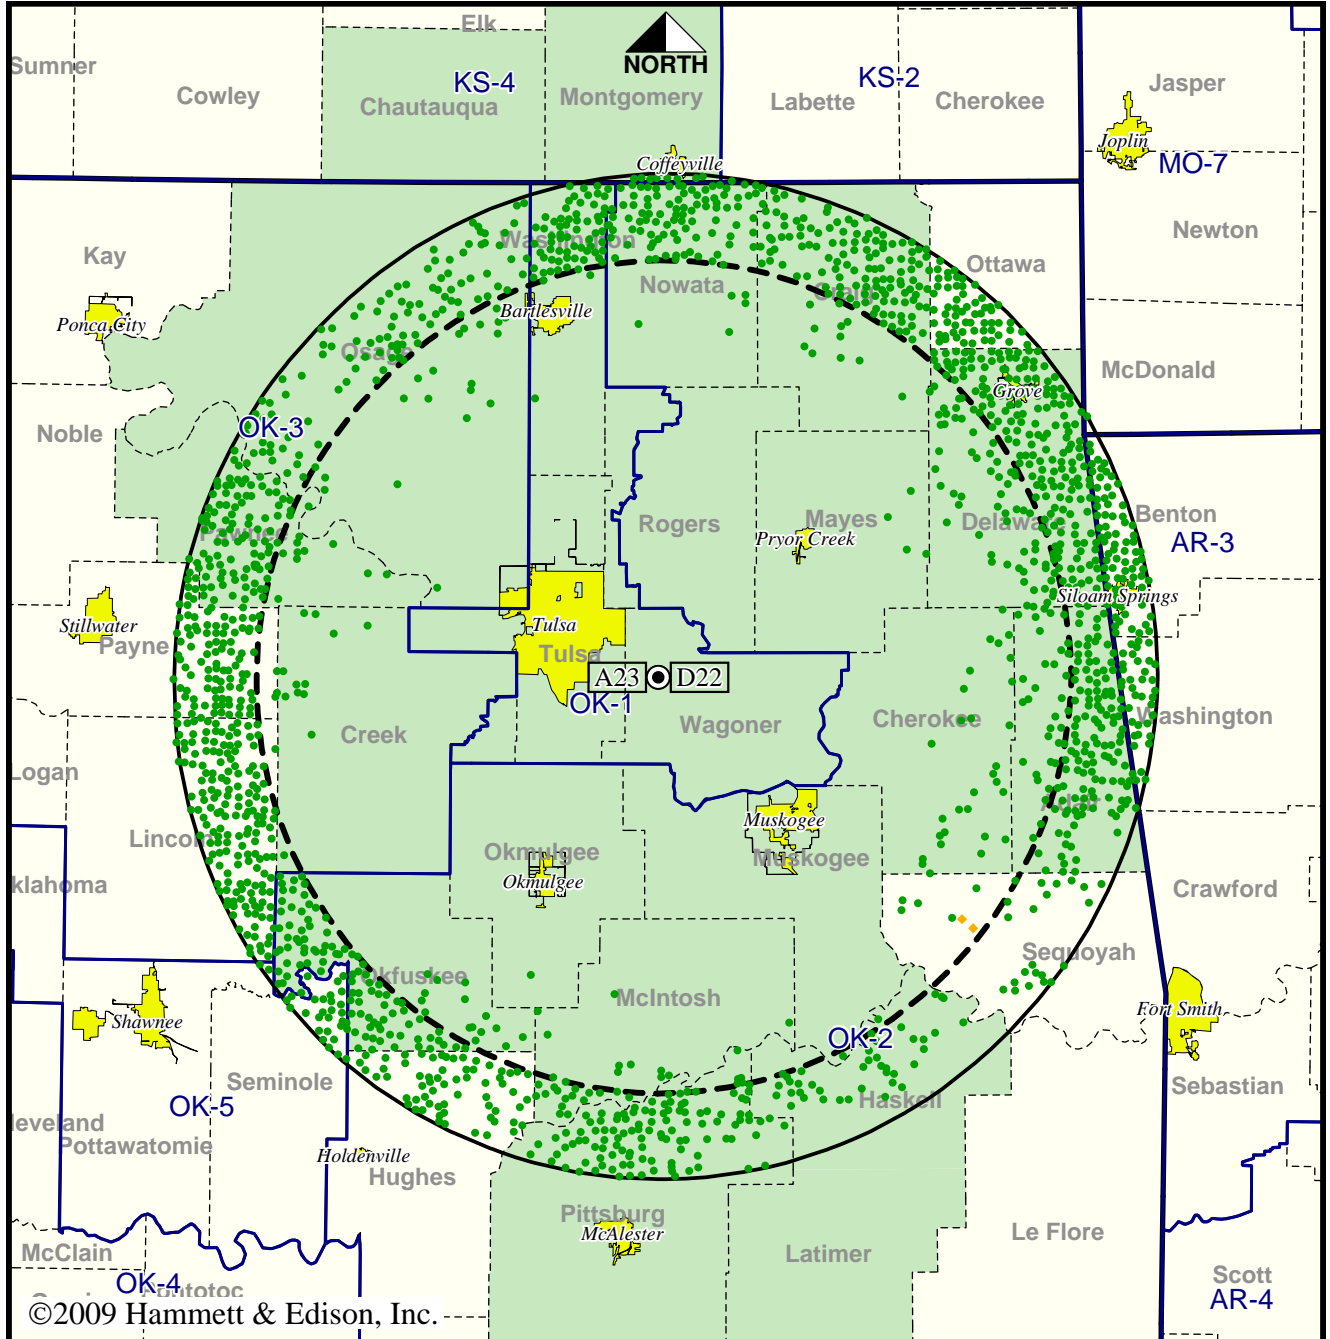 Elk
NORTH
KS-4
KS-2
Sumner
Cowley
Chautauqua
Montgomery
Labette
Cherokee
Jasper
Joplin
MO-7
Coffeyville
Newton
Kay
Washington
Nowata
Craig
Ottawa
Ponca City
Bartlesville
Osage
McDonald
Grove
Noble
OK-3
Rogers
Mayes
Delaware
Benton
AR-3
Pawnee
Pryor Creek
Siloam Springs
Stillwater
Payne
Tulsa
Tulsa
A23
D22
OK-1
Wagoner
Cherokee
Washington
Creek
Logan
Adair
Muskogee
Lincoln
Okmulgee
Muskogee
klahoma
Okmulgee
Crawford
Sequoyah
Okfuskee
McIntosh
Fort Smith
Shawnee
OK-2
Seminole
Sebastian
OK-5
Haskell
leveland
Pottawatomie
Holdenville
Hughes
Pittsburg
McAlester
Le Flore
McClain
Latimer
OK-4
Scott
AR-4
©2009 Hammett & Edison, Inc.